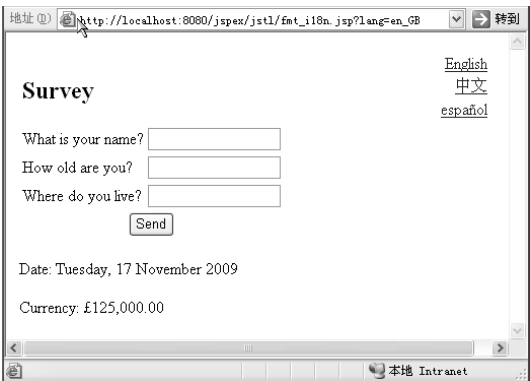 地址(D) http://localhost:8080/jspex/jstl/fmt_i18n.jsp?lang=en_GB 转到
English
中文
español
Survey
What is your name?
How old are you?
Where do you live?
Send
Date: Tuesday, 17 November 2009
Currency: £125,000.00
本地 Intranet